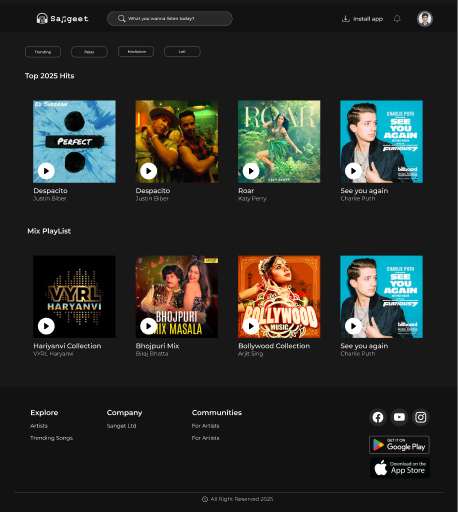 Sangeet
What you wanna listen today?
Install app
Trending
Relax
Nostialson
Lofi
Top 2025 Hits
Ed Sheeran
PERFECT
ROAR
KATY PERRY
CHARLIE PUTH
SEE
YOU
AGAIN
FURIOUS 7
billboard
Despacito
Justin Biber
Despacito
Justin Biber
Roar
Katy Perry
See you again
Charlie Puth
Mix PlayList
VYRL
HARYANVI
BHOJPURI
MIX MASALA
BOLLYWOOD
MUSIC
CHARLIE PUTH
SEE
YOU
AGAIN
FURIOUS 7
billboard
Hariyanvi Collection
VYRL Haryanvi
Bhojpuri Mix
Biraj Bhatta
Bollywood Collection
Arjit Sing
See you again
Charlie Puth
Explore
Company
Communities
Artists
Sanget Ltd
For Artists
Trending Songs
For Artists
GET IT ON
Google Play
Download on the
App Store
All Right Reserved 2025